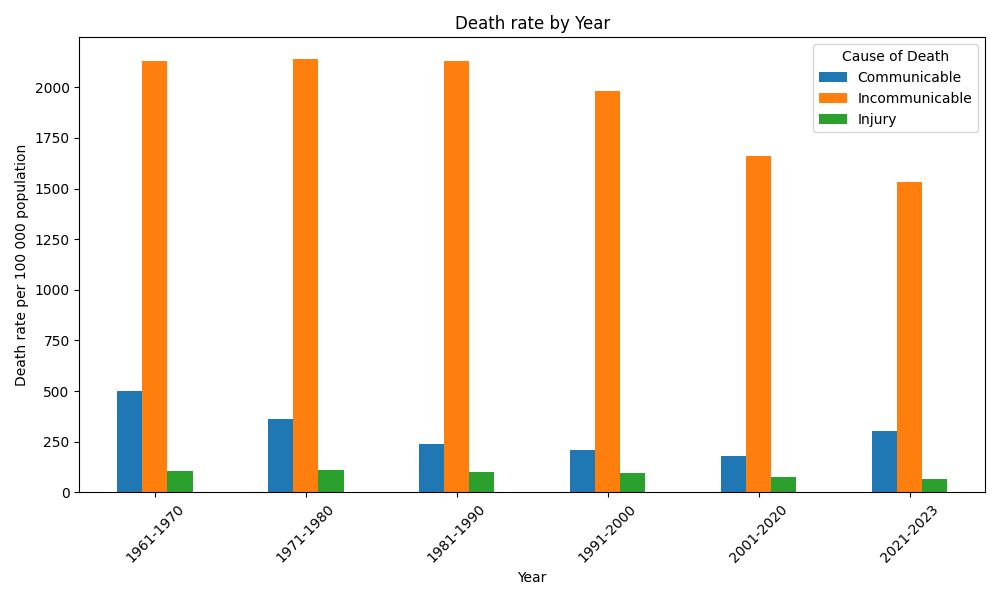 Death rate by Year
Cause of Death
Communicable
Incommunicable
Injury
Death rate per 100 000 population
2000
1750
1500
1250
1000
750
500
250
0
1961-1970
1971-1980
1981-1990
1991-2000
2001-2020
2021-2023
Year